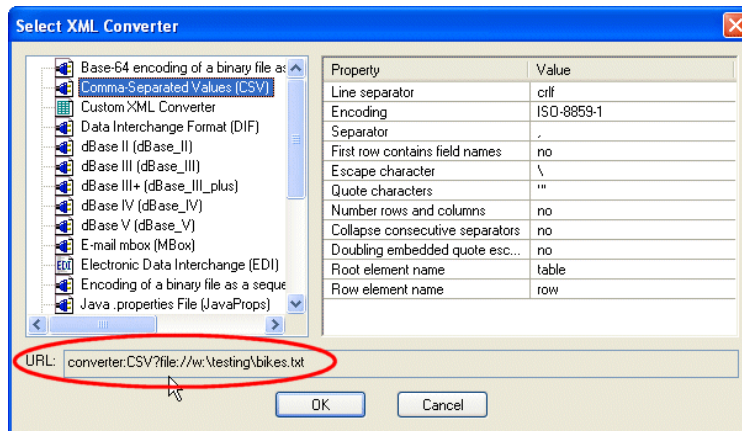 Select XML Converter
Base-64 encoding of a binary file as
Comma-Separated Values (CSV)
Custom XML Converter
Data Interchange Format (DIF)
dBase II (dBase_II)
dBase III (dBase_III)
dBase III+ (dBase_III_plus)
dBase IV (dBase_IV)
dBase V (dBase_V)
E-mail mbox (MBox)
EDI Electronic Data Interchange (EDI)
Encoding of a binary file as a seque
Java .properties File (JavaProps)
Property Value
Line separator crlf
Encoding ISO-8859-1
Separator ,
First row contains field names no
Escape character \
Quote characters '"
Number rows and columns no
Collapse consecutive separators no
Doubling embedded quote esc... no
Root element name table
Row element name row
URL: converter:CSV?file://w:\testing\bikes.txt
OK Cancel